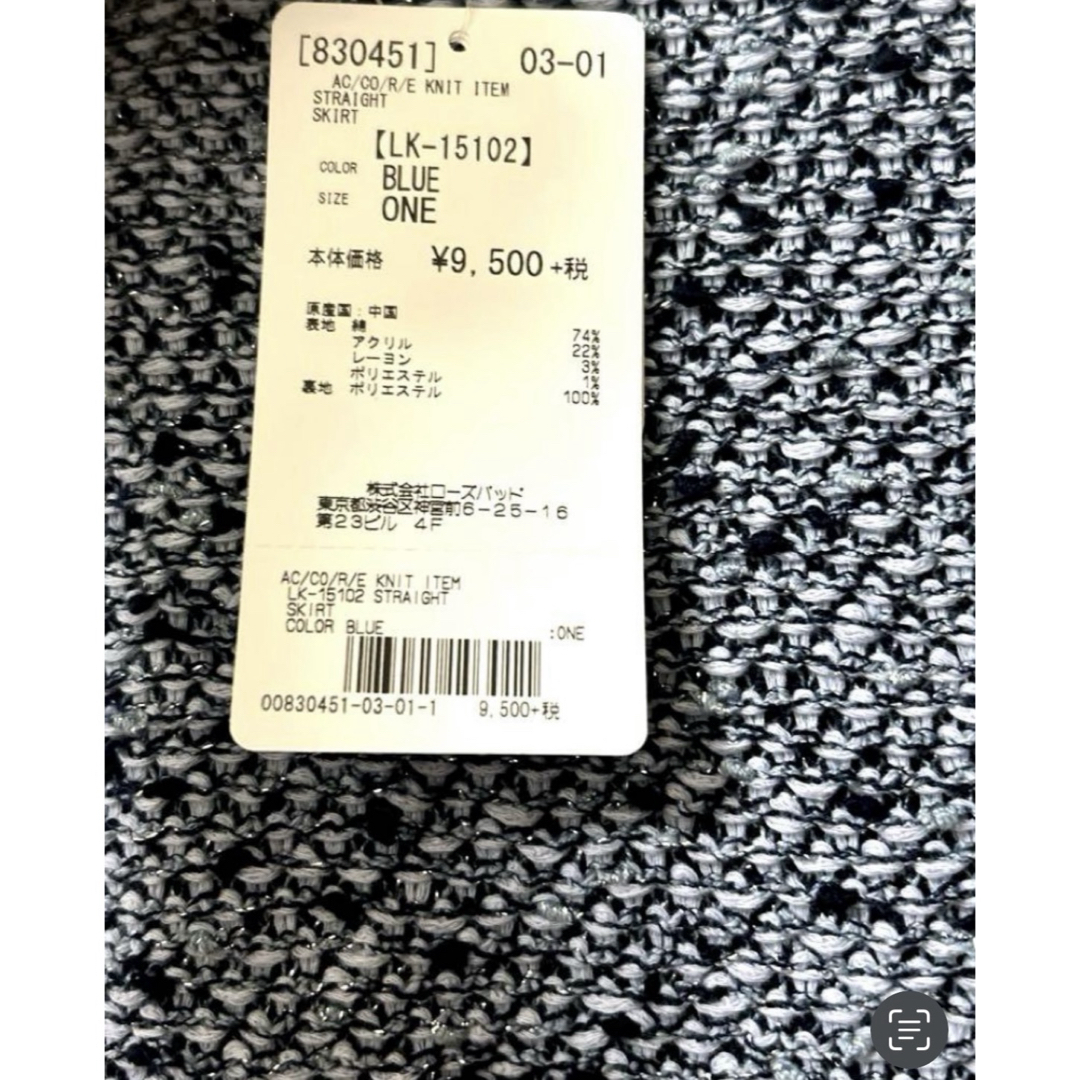 [830451] 03-01
AC/CO/R/E KNIT ITEM
STRAIGHT
SKIRT
【LK-15102】
COLOR BLUE
SIZE ONE
本体価格 ¥9,500+税
原産国:中国
表地 綿 74%
アクリル 22%
レーヨン 3%
ポリエステル 1%
裏地 ポリエステル 100%
株式会社ローズバッド
東京都渋谷区神宮前6-25-16
第23ビル 4F
AC/CO/R/E KNIT ITEM
LK-15102 STRAIGHT
SKIRT
COLOR BLUE :ONE
00830451-03-01-1 9,500+税